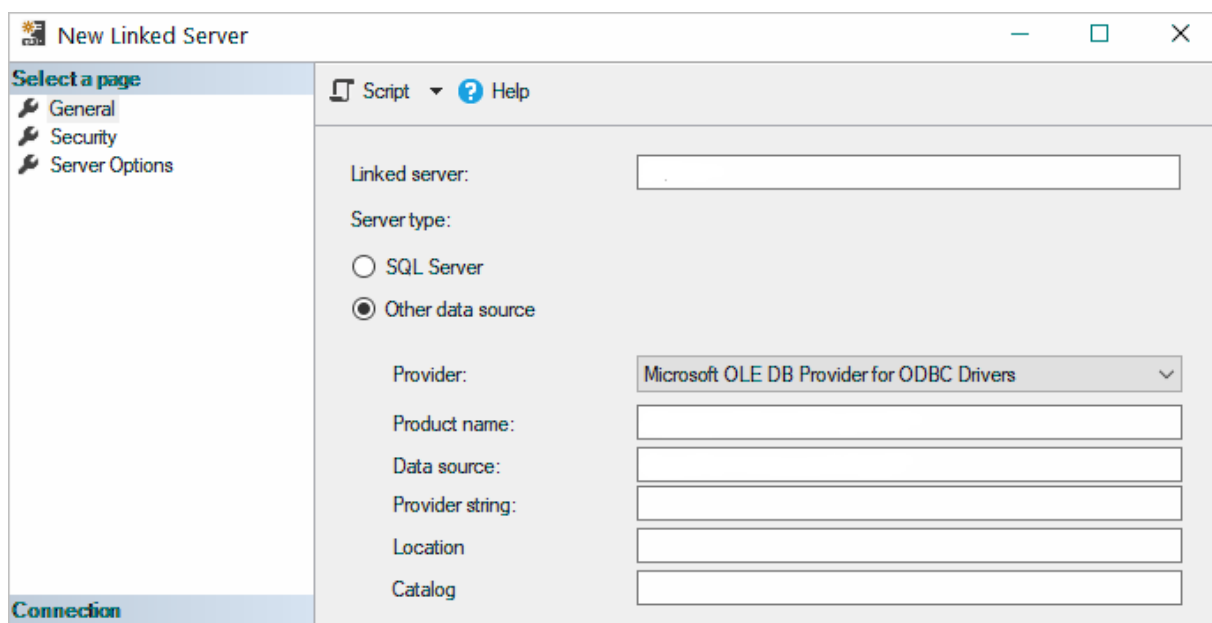 New Linked Server
Select a page
General
Security
Server Options
Connection
Script
Help
Linked server:
Server type:
SQL Server
Other data source
Provider: Microsoft OLE DB Provider for ODBC Drivers
Product name:
Data source:
Provider string:
Location
Catalog